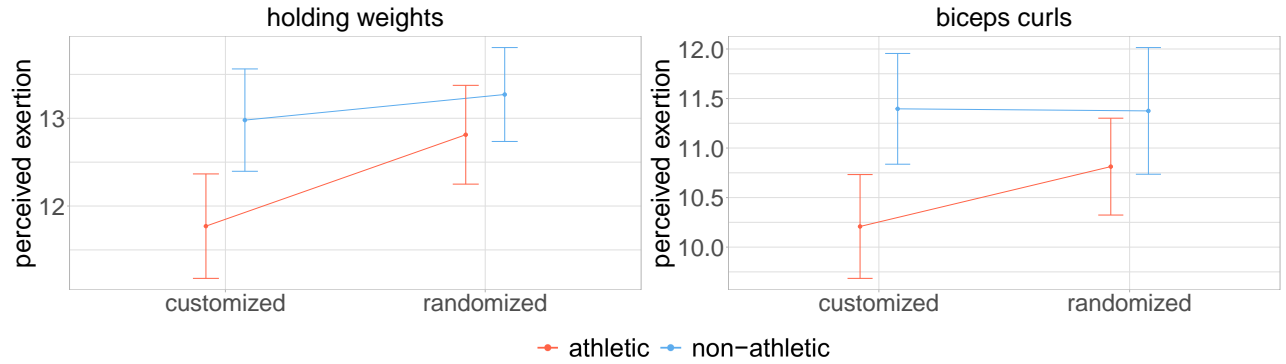 holding weights
perceived exertion
13
12
customized
randomized
biceps curls
perceived exertion
12.0
11.5
11.0
10.5
10.0
customized
randomized
athletic
non−athletic